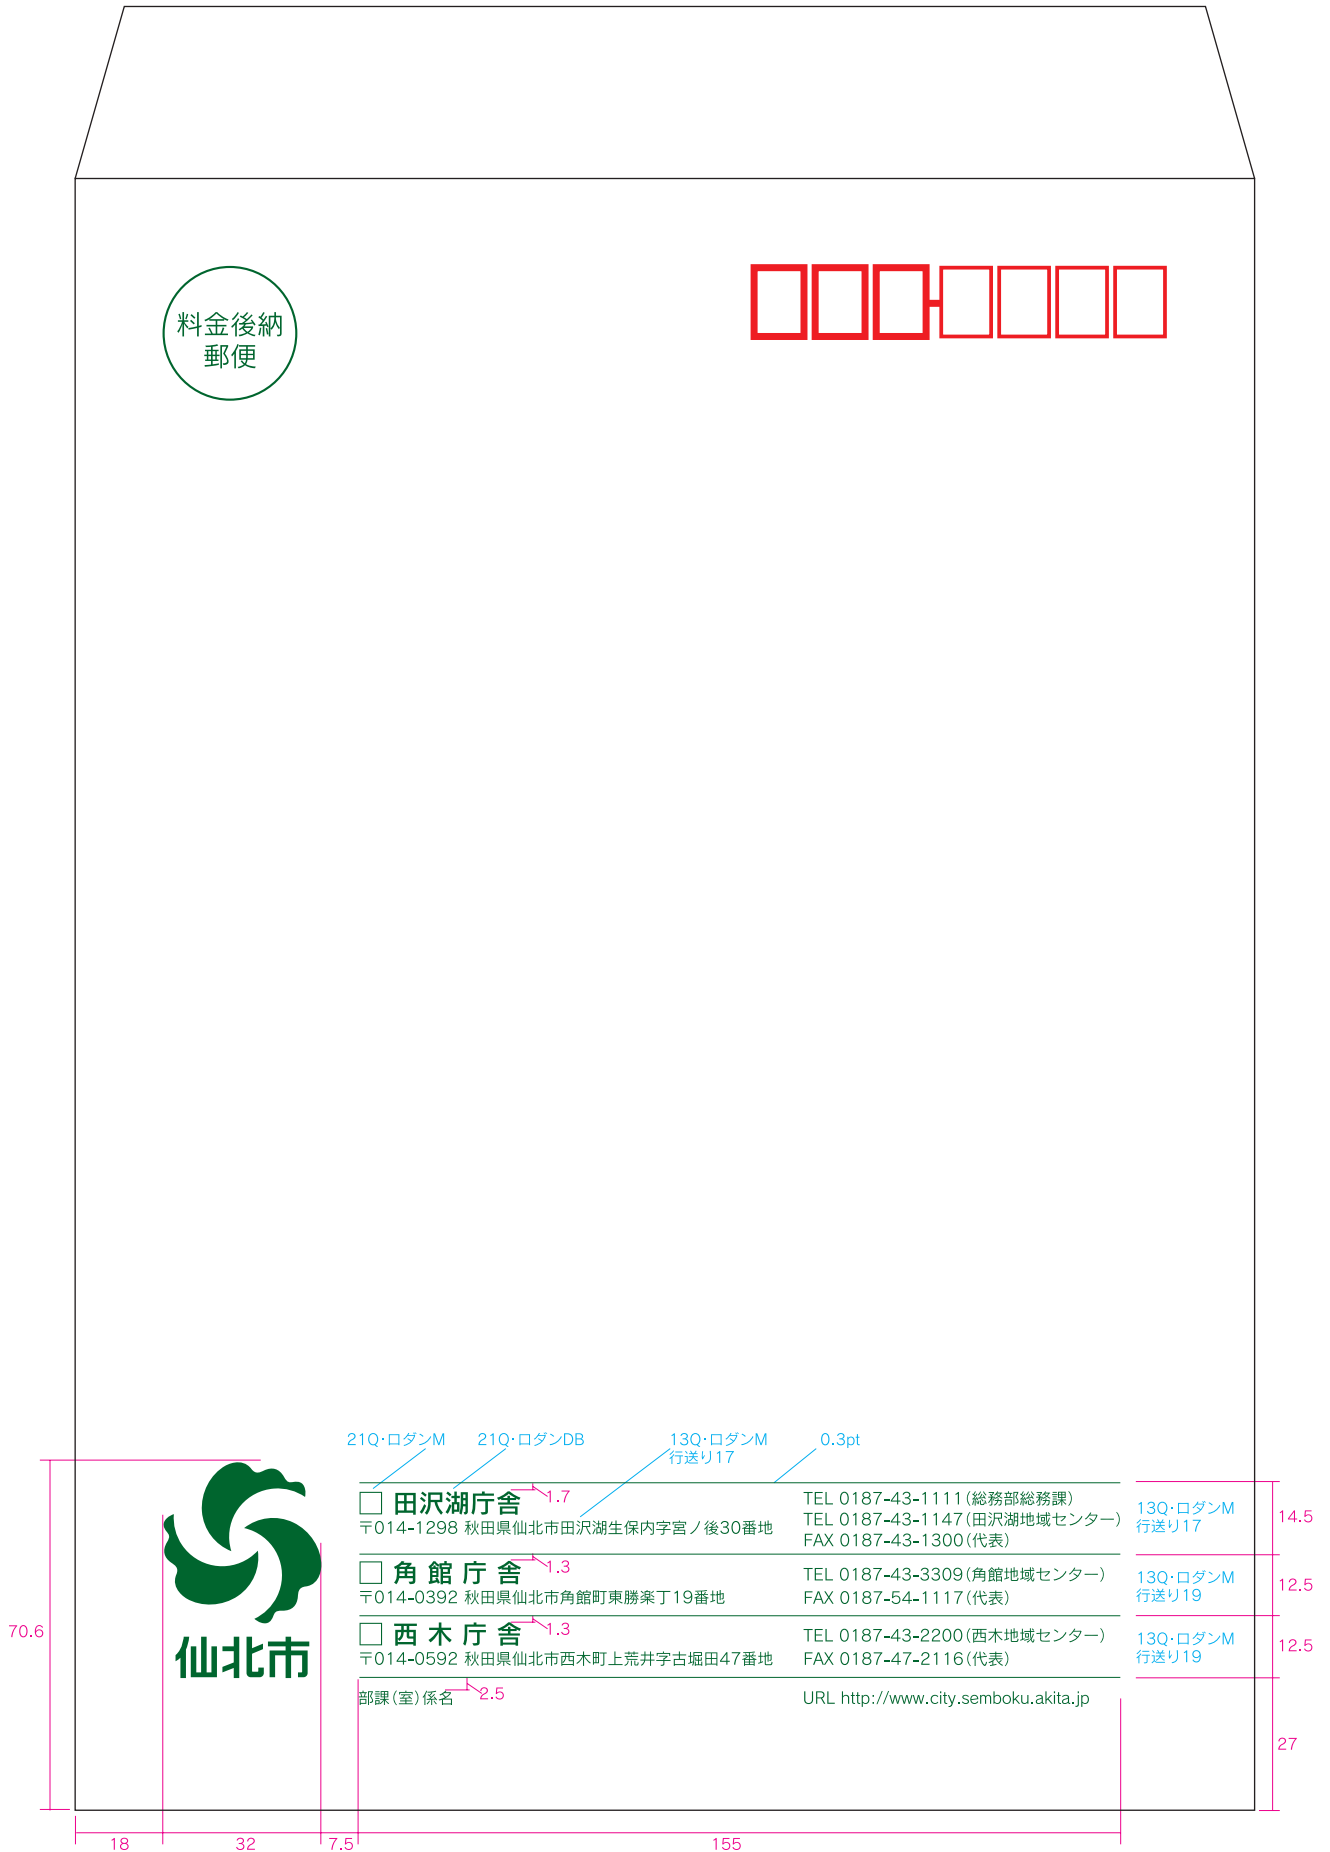 料金後納
郵便
21Q・ロダンM
21Q・ロダンDB
13Q・ロダンM
行送り17
0.3pt
田沢湖庁舎
1.7
〒014-1298 秋田県仙北市田沢湖生保内字宮ノ後30番地
TEL 0187-43-1111(総務部総務課)
TEL 0187-43-1147(田沢湖地域センター)
FAX 0187-43-1300(代表)
13Q・ロダンM
行送り17
14.5
角館庁舎
1.3
〒014-0392 秋田県仙北市角館町東勝楽丁19番地
TEL 0187-43-3309(角館地域センター)
FAX 0187-54-1117(代表)
13Q・ロダンM
行送り19
12.5
西木庁舎
1.3
〒014-0592 秋田県仙北市西木町上荒井字古堀田47番地
TEL 0187-43-2200(西木地域センター)
FAX 0187-47-2116(代表)
13Q・ロダンM
行送り19
12.5
70.6
仙北市
部課(室)係名
2.5
URL http://www.city.semboku.akita.jp
27
18
32
7.5
155